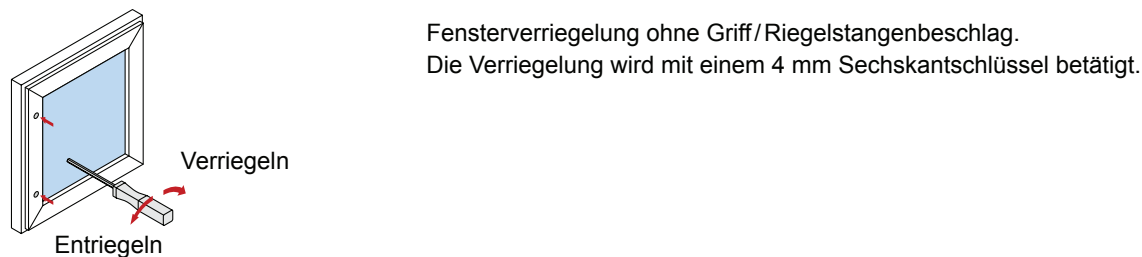 Fensterverriegelung ohne Griff/Riegelstangenbeschlag.
Die Verriegelung wird mit einem 4 mm Sechskantschlüssel betätigt.
Verriegeln
Entriegeln